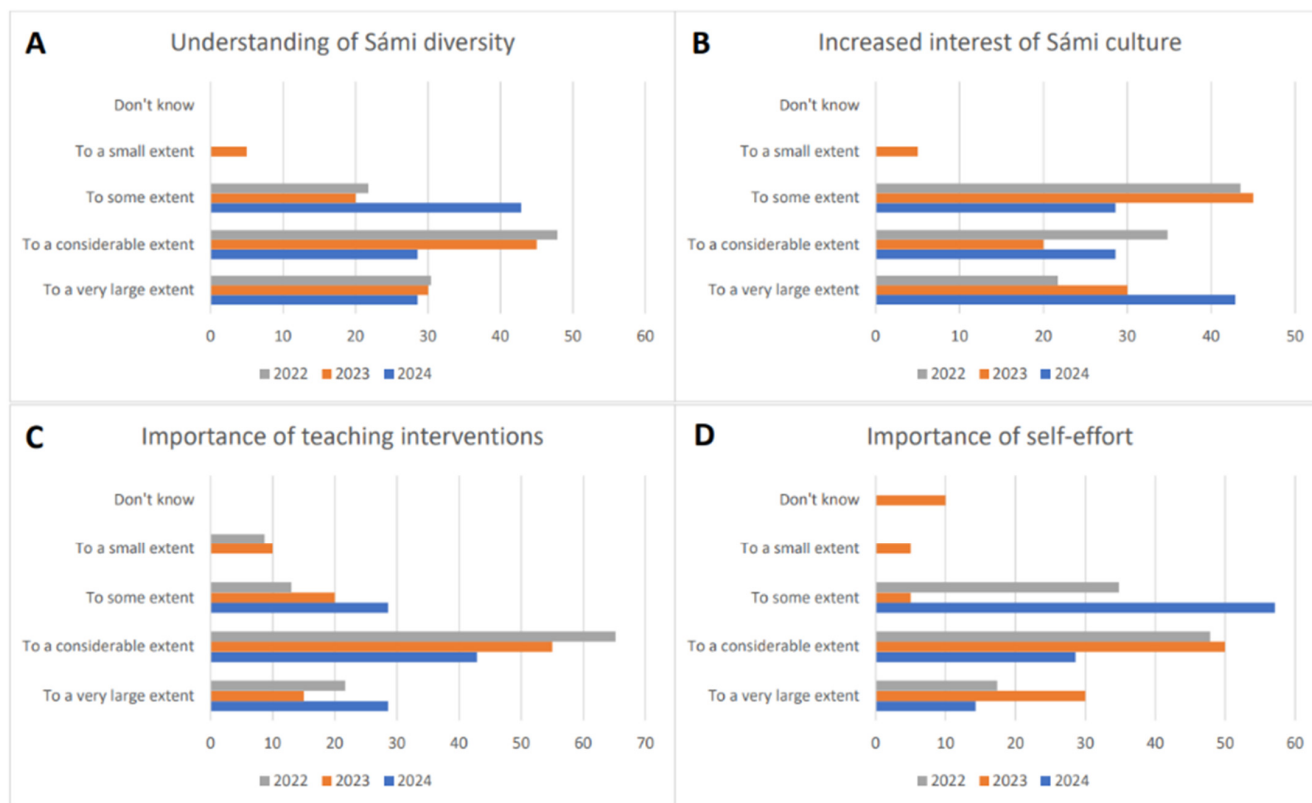 A
Understanding of Sámi diversity
Don't know
To a small extent
To some extent
To a considerable extent
To a very large extent
0 10 20 30 40 50 60
2022 2023 2024
B
Increased interest of Sámi culture
Don't know
To a small extent
To some extent
To a considerable extent
To a very large extent
0 10 20 30 40 50
2022 2023 2024
C
Importance of teaching interventions
Don't know
To a small extent
To some extent
To a considerable extent
To a very large extent
0 10 20 30 40 50 60 70
2022 2023 2024
D
Importance of self-effort
Don't know
To a small extent
To some extent
To a considerable extent
To a very large extent
0 10 20 30 40 50 60
2022 2023 2024